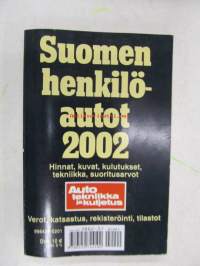 Suomen
henkilö-
autot
2002
Hinnat, kuvat, kulutukset,
tekniikka, suoritusarvot
Auto
tekniikka
ja kuljetus
Verot, katsastus, rekisteröinti, tilastot